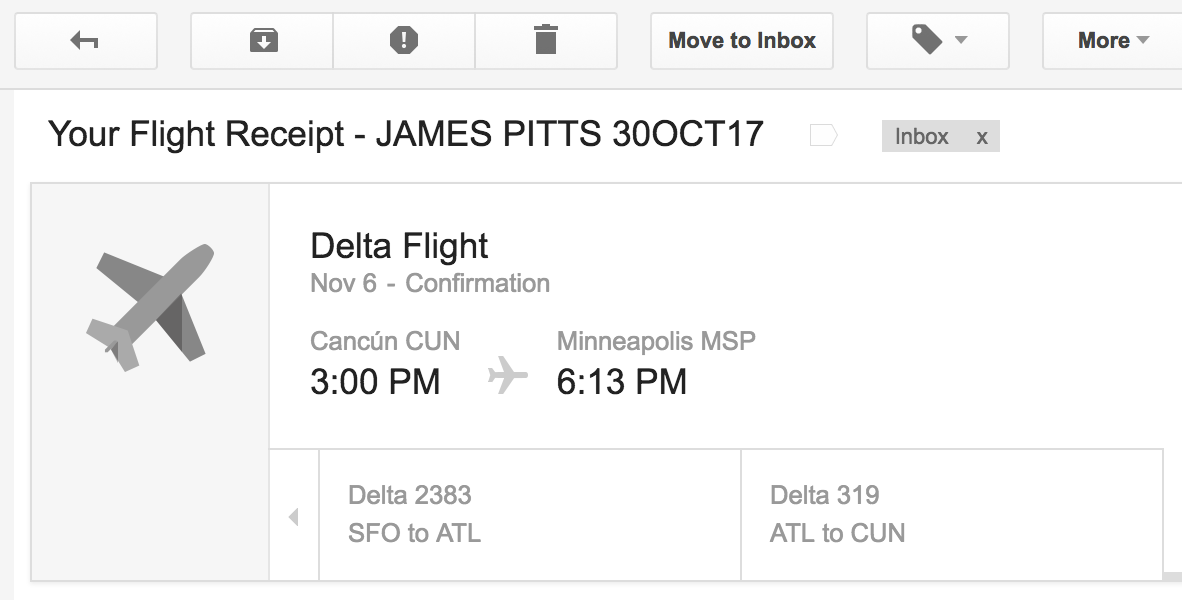 Move to Inbox
More
Your Flight Receipt - JAMES PITTS 30OCT17
Inbox x
Delta Flight
Nov 6 - Confirmation
Cancún CUN
3:00 PM
Minneapolis MSP
6:13 PM
Delta 2383
SFO to ATL
Delta 319
ATL to CUN